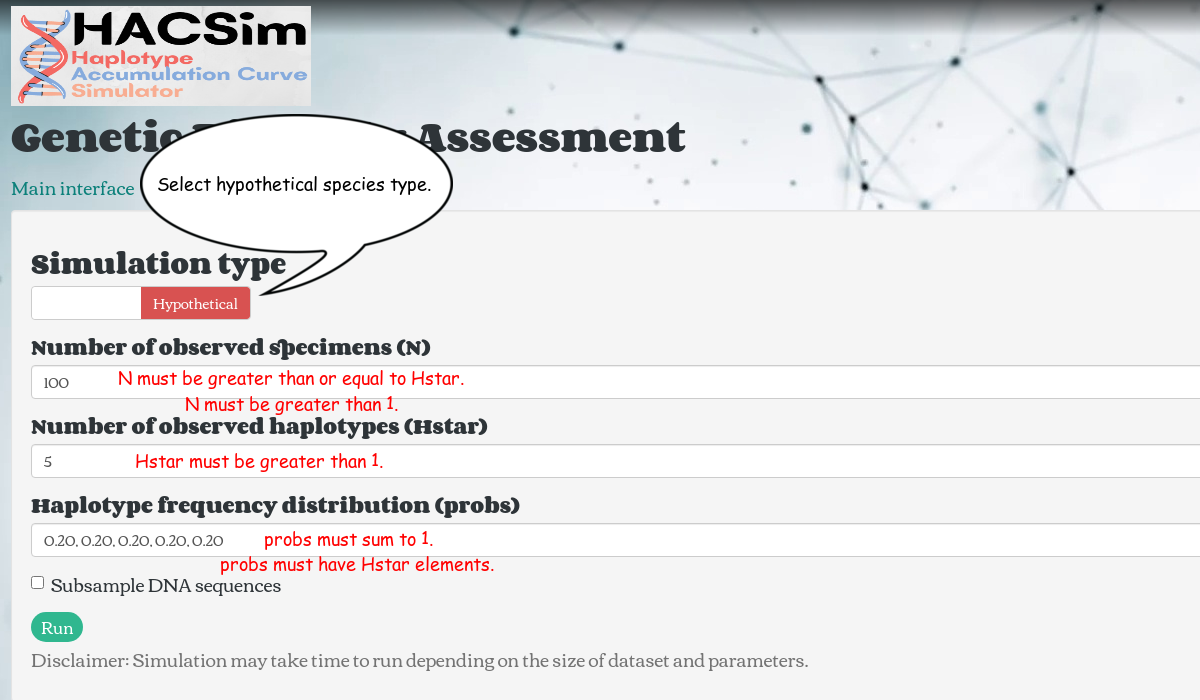 HACSim
Haplotype
Accumulation Curve
Simulator
Genetic Assessment
Main interface
Select hypothetical species type.
Simulation type
Hypothetical
Number of observed specimens (N)
100
N must be greater than or equal to Hstar.
N must be greater than 1.
Number of observed haplotypes (Hstar)
5
Hstar must be greater than 1.
Haplotype frequency distribution (probs)
0.20, 0.20, 0.20, 0.20, 0.20
probs must sum to 1.
probs must have Hstar elements.
Subsample DNA sequences
Run
Disclaimer: Simulation may take time to run depending on the size of dataset and parameters.